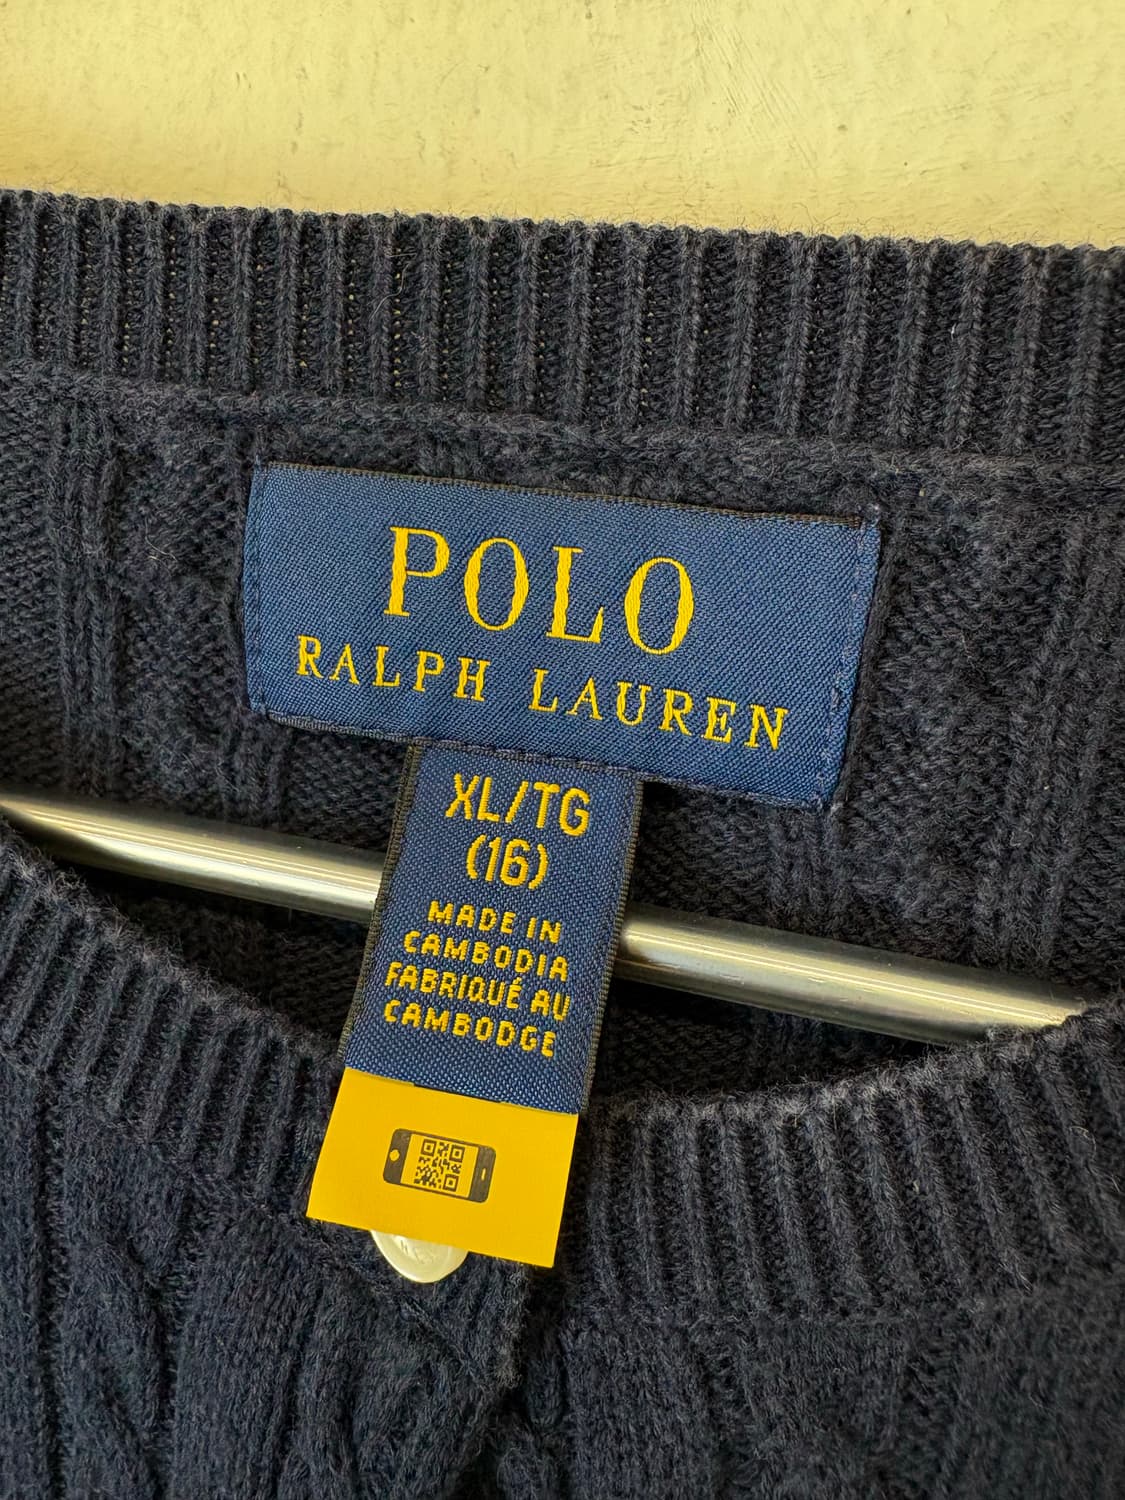 POLO
RALPH LAUREN
XL/TG
(16)
MADE IN
CAMBODIA
FABRIQUÉ AU
CAMBODGE